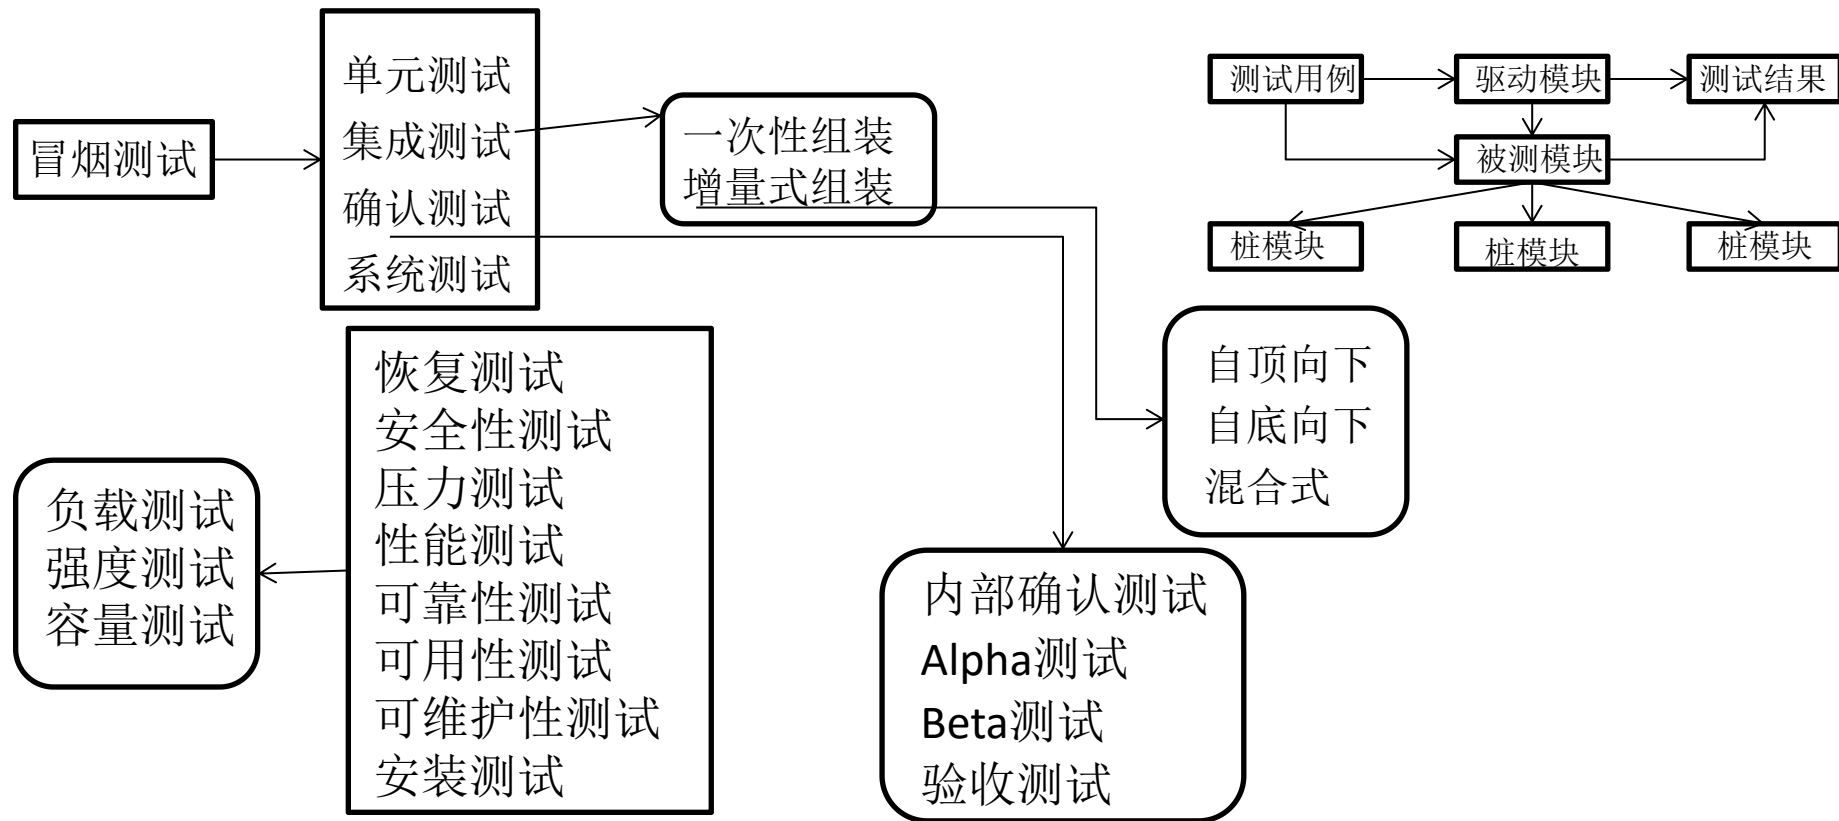 冒烟测试
单元测试
集成测试
确认测试
系统测试
一次性组装
增量式组装
测试用例
驱动模块
测试结果
被测模块
桩模块
桩模块
桩模块
自顶向下
自底向下
混合式
恢复测试
安全性测试
压力测试
性能测试
可靠性测试
可用性测试
可维护性测试
安装测试
负载测试
强度测试
容量测试
内部确认测试
Alpha测试
Beta测试
验收测试